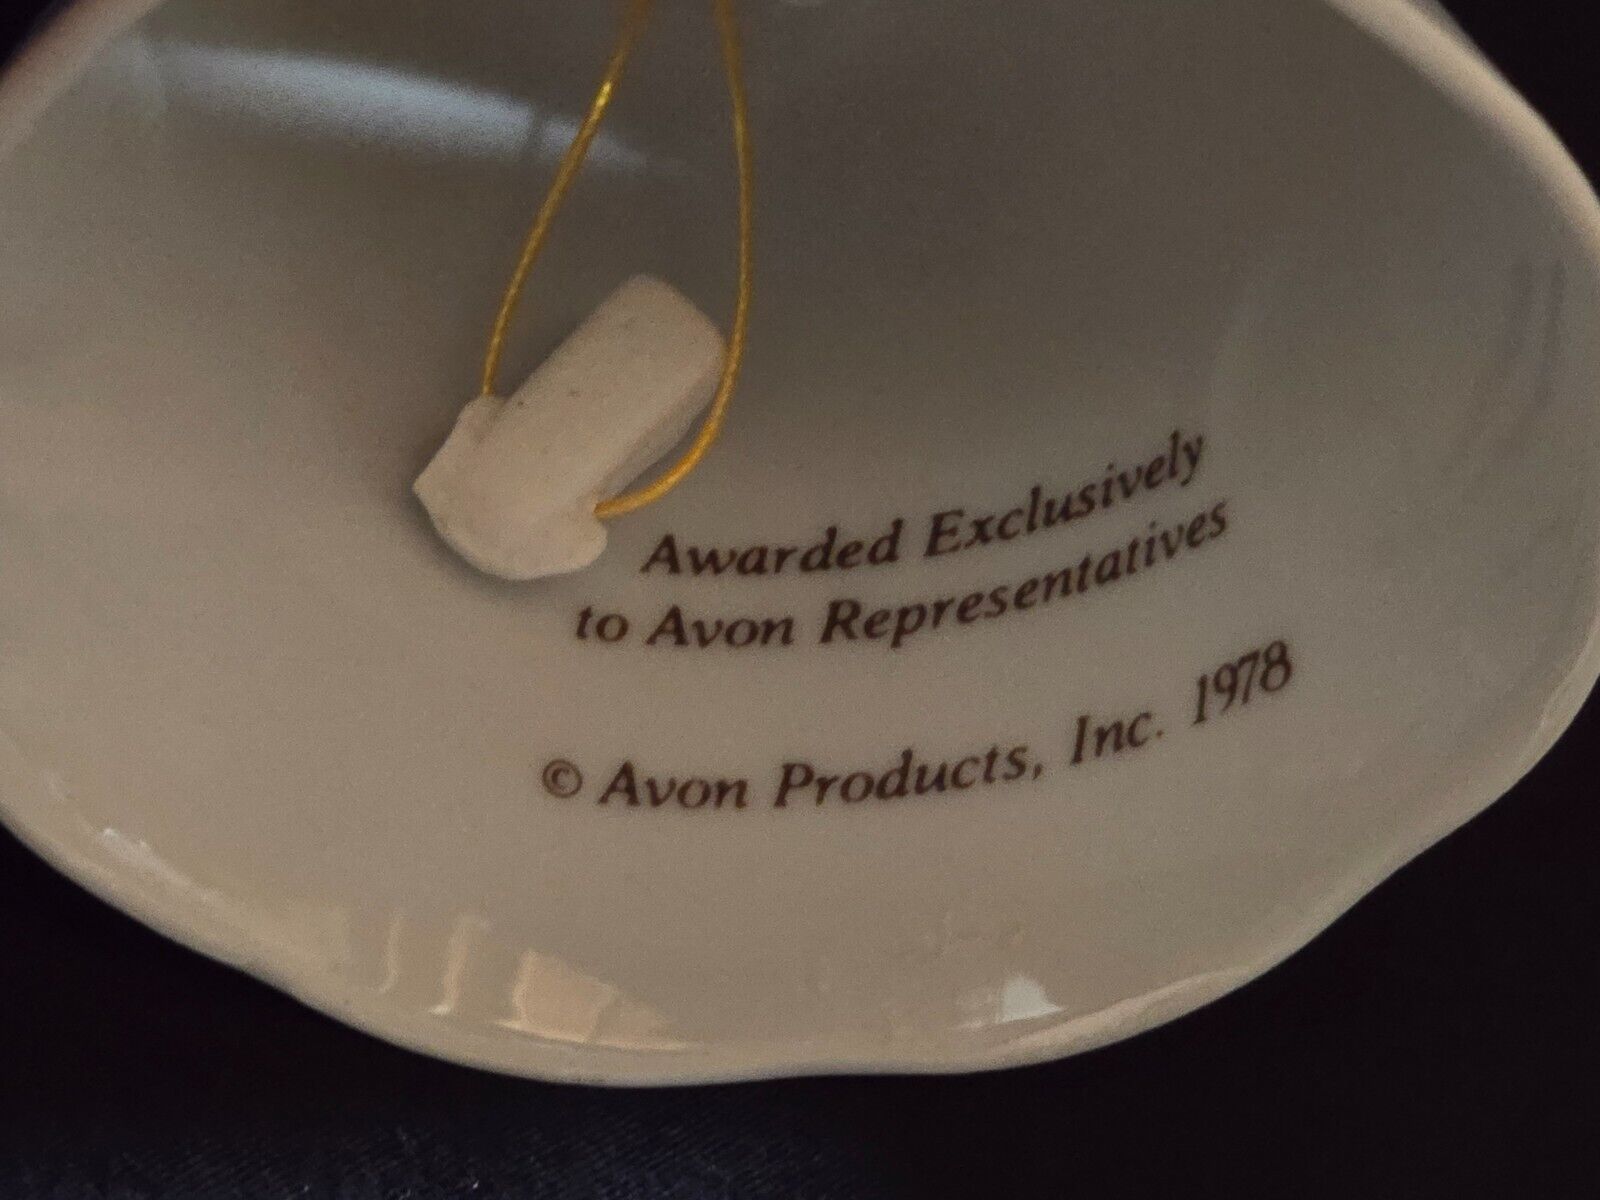 Awarded Exclusively
to Avon Representatives
© Avon Products, Inc. 1978